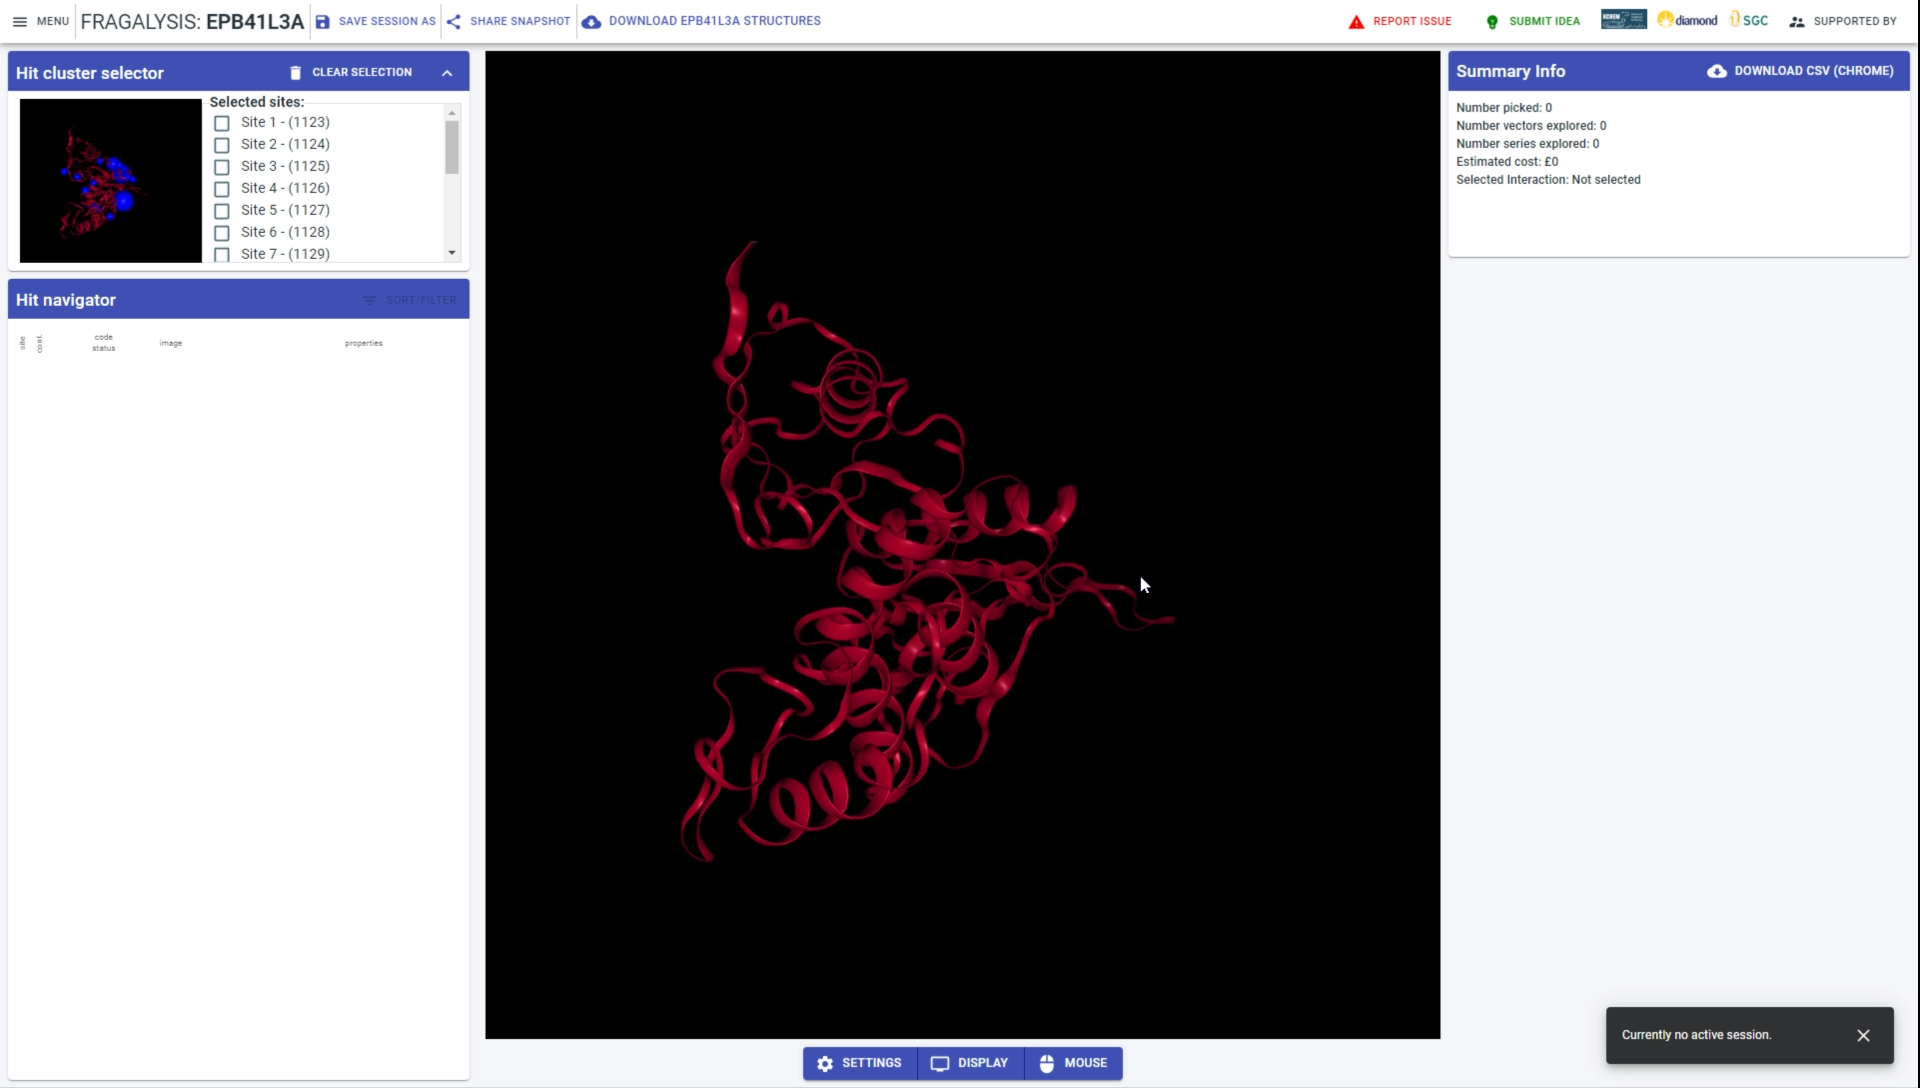 MENU
FRAGALYSIS: EPB41L3A
SAVE SESSION AS
SHARE SNAPSHOT
DOWNLOAD EPB41L3A STRUCTURES
REPORT ISSUE
SUBMIT IDEA
diamond
SGC
SUPPORTED BY
Hit cluster selector
CLEAR SELECTION
Selected sites:
Site 1 - (1123)
Site 2 - (1124)
Site 3 - (1125)
Site 4 - (1126)
Site 5 - (1127)
Site 6 - (1128)
Site 7 - (1129)
Hit navigator
SORT/FILTER
site
cont.
code
status
image
properties
Summary Info
DOWNLOAD CSV (CHROME)
Number picked: 0
Number vectors explored: 0
Number series explored: 0
Estimated cost: £0
Selected Interaction: Not selected
SETTINGS
DISPLAY
MOUSE
Currently no active session.